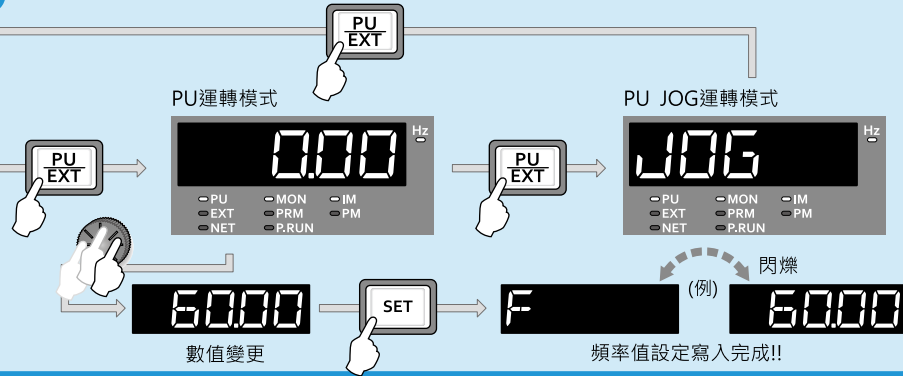 PU
EXT
PU運轉模式
PU JOG運轉模式
PU
EXT
0.00
Hz
PU MON IM
EXT PRM PM
NET P.RUN
PU
EXT
JOG
Hz
PU MON IM
EXT PRM PM
NET P.RUN
60.00
數值變更
SET
F
(例)
閃爍
60.00
頻率值設定寫入完成!!